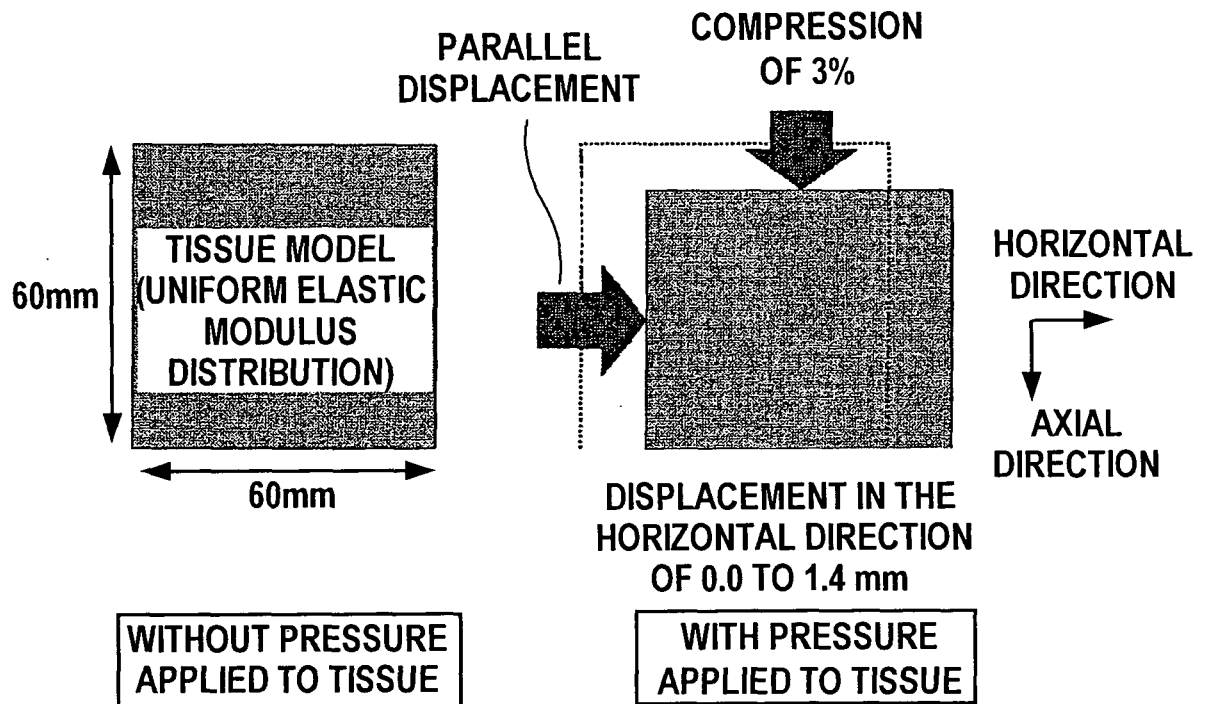 COMPRESSION
OF 3%
PARALLEL
DISPLACEMENT
60mm
TISSUE MODEL
(UNIFORM ELASTIC
MODULUS
DISTRIBUTION)
60mm
HORIZONTAL
DIRECTION
AXIAL
DIRECTION
DISPLACEMENT IN THE
HORIZONTAL DIRECTION
OF 0.0 TO 1.4 mm
WITHOUT PRESSURE
APPLIED TO TISSUE
WITH PRESSURE
APPLIED TO TISSUE